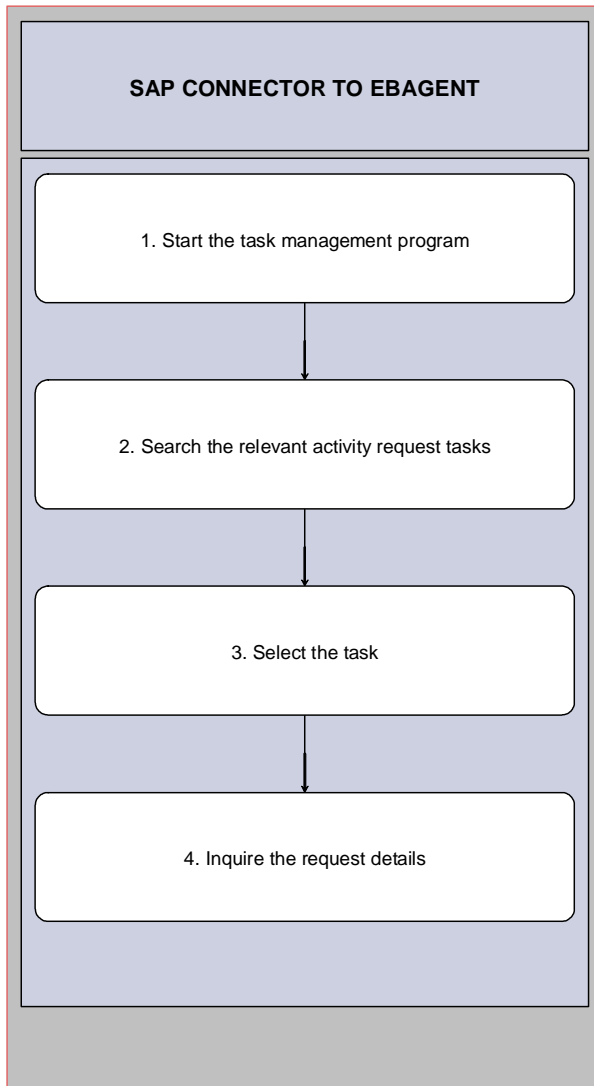 SAP CONNECTOR TO EBAGENT
1. Start the task management program
2. Search the relevant activity request tasks
3. Select the task
4. Inquire the request details